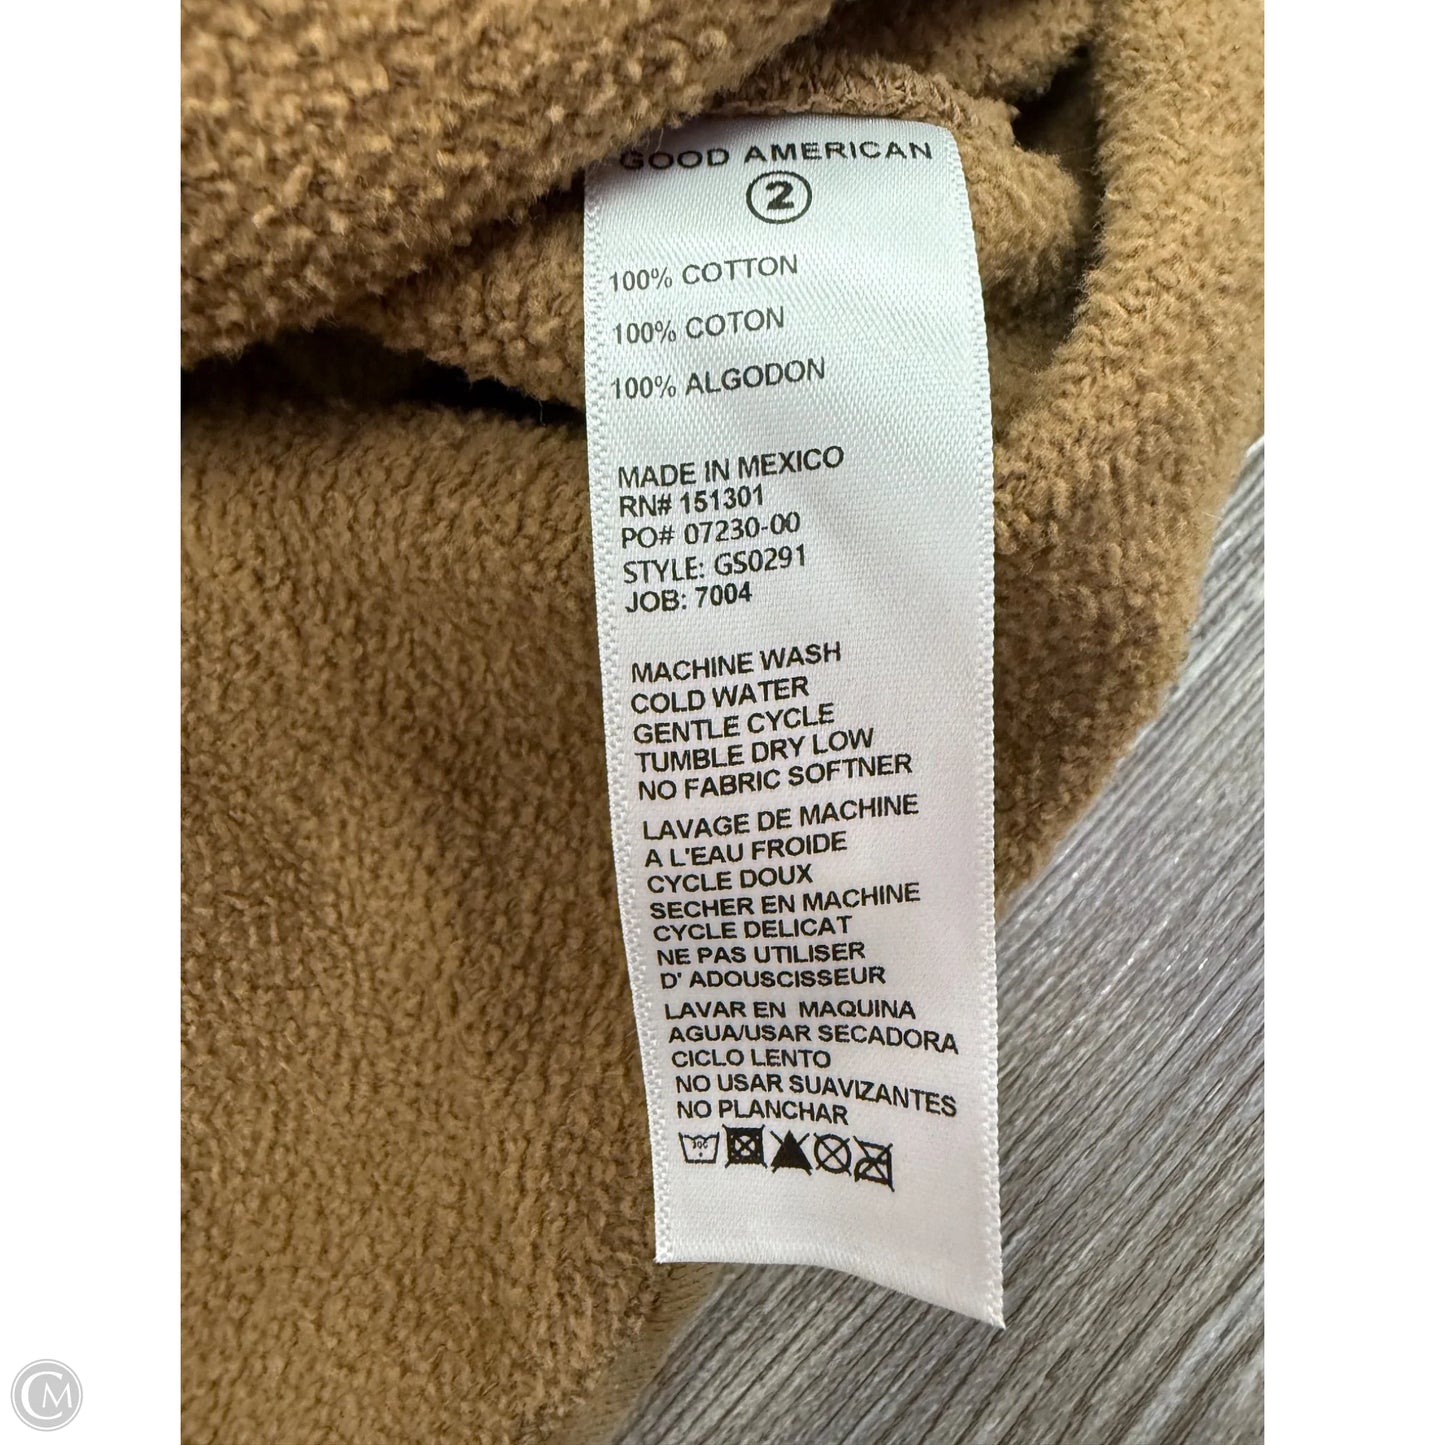 GOOD AMERICAN
2
100% COTTON
100% COTON
100% ALGODON
MADE IN MEXICO
RN# 151301
PO# 07230-00
STYLE: GS0291
JOB: 7004
MACHINE WASH
COLD WATER
GENTLE CYCLE
TUMBLE DRY LOW
NO FABRIC SOFTNER
LAVAGE DE MACHINE
A L'EAU FROIDE
CYCLE DOUX
SECHER EN MACHINE
CYCLE DELICAT
NE PAS UTILISER
D' ADOUSCISSEUR
LAVAR EN MAQUINA
AGUA/USAR SECADORA
CICLO LENTO
NO USAR SUAVIZANTES
NO PLANCHAR
CM